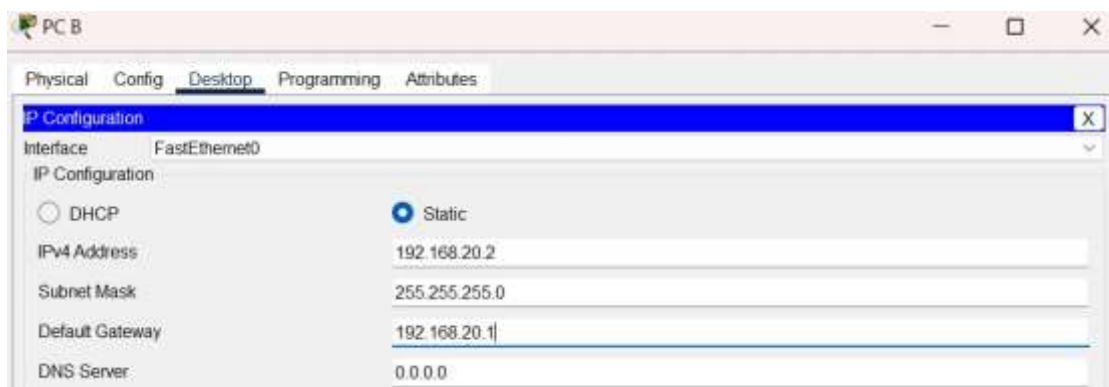 PC B
Physical Config Desktop Programming Attributes
IP Configuration X
Interface FastEthernet0
IP Configuration
DHCP Static
IPv4 Address 192.168.20.2
Subnet Mask 255.255.255.0
Default Gateway 192.168.20.1
DNS Server 0.0.0.0